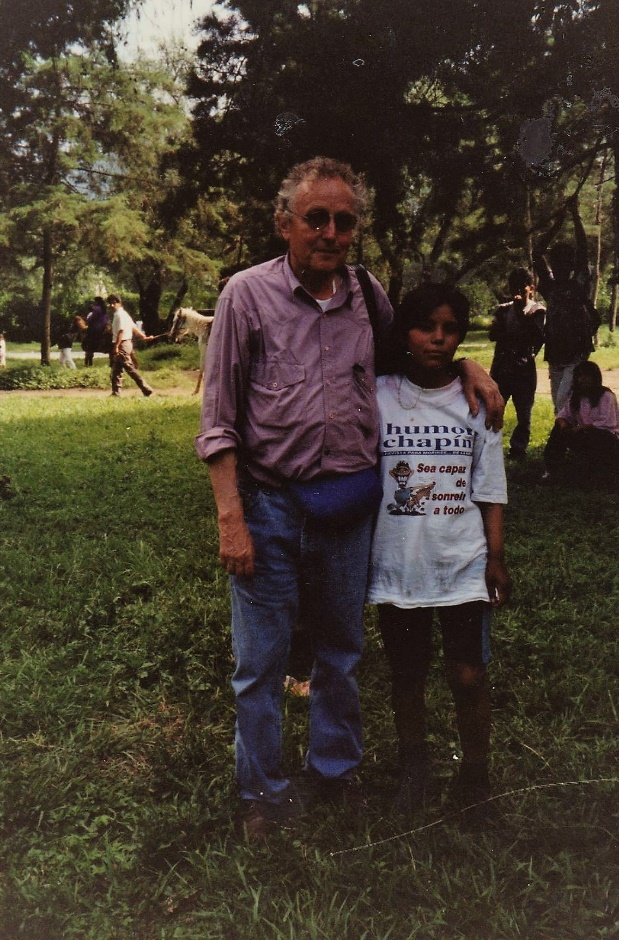 humor
chapín
Sea capaz
de
sonreír
a todo